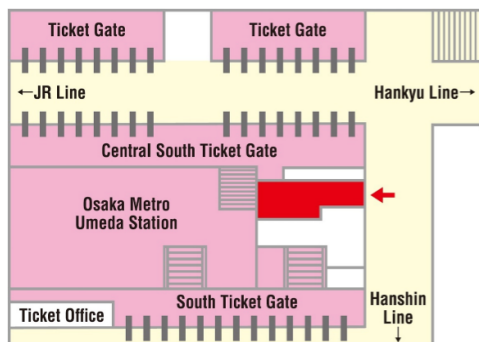 Ticket Gate
Ticket Gate
←JR Line
Hankyu Line→
Central South Ticket Gate
Osaka Metro
Umeda Station
South Ticket Gate
Ticket Office
Hanshin
Line
↓